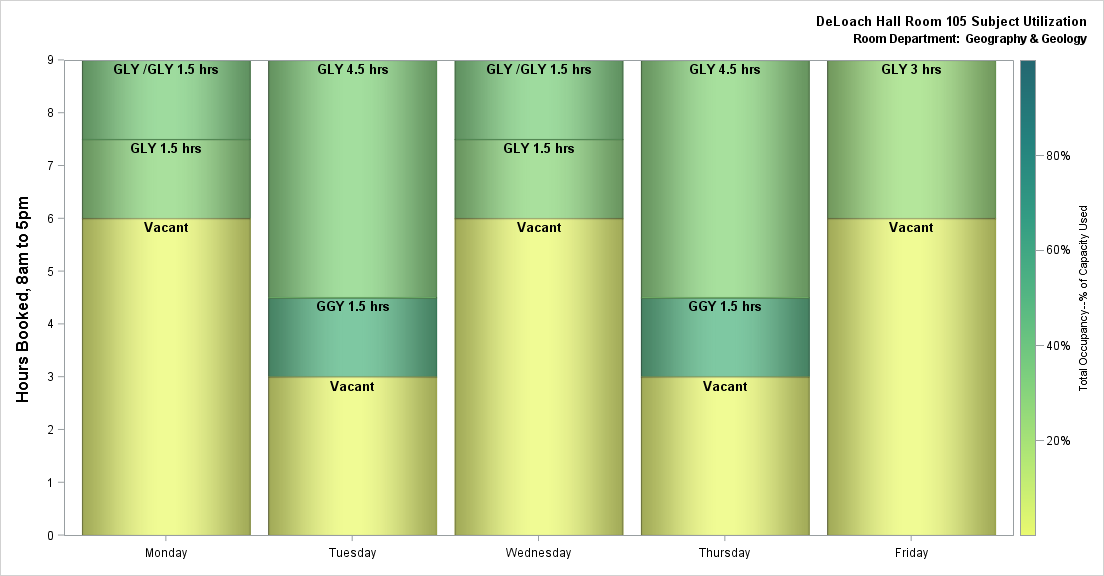 DeLoach Hall Room 105 Subject Utilization
Room Department: Geography & Geology
Hours Booked, 8am to 5pm
9
8
7
6
5
4
3
2
1
0
GLY /GLY 1.5 hrs
GLY 1.5 hrs
Vacant
GLY 4.5 hrs
GGY 1.5 hrs
Vacant
GLY /GLY 1.5 hrs
GLY 1.5 hrs
Vacant
GLY 4.5 hrs
GGY 1.5 hrs
Vacant
GLY 3 hrs
Vacant
Monday
Tuesday
Wednesday
Thursday
Friday
80%
60%
40%
20%
Total Occupancy--% of Capacity Used